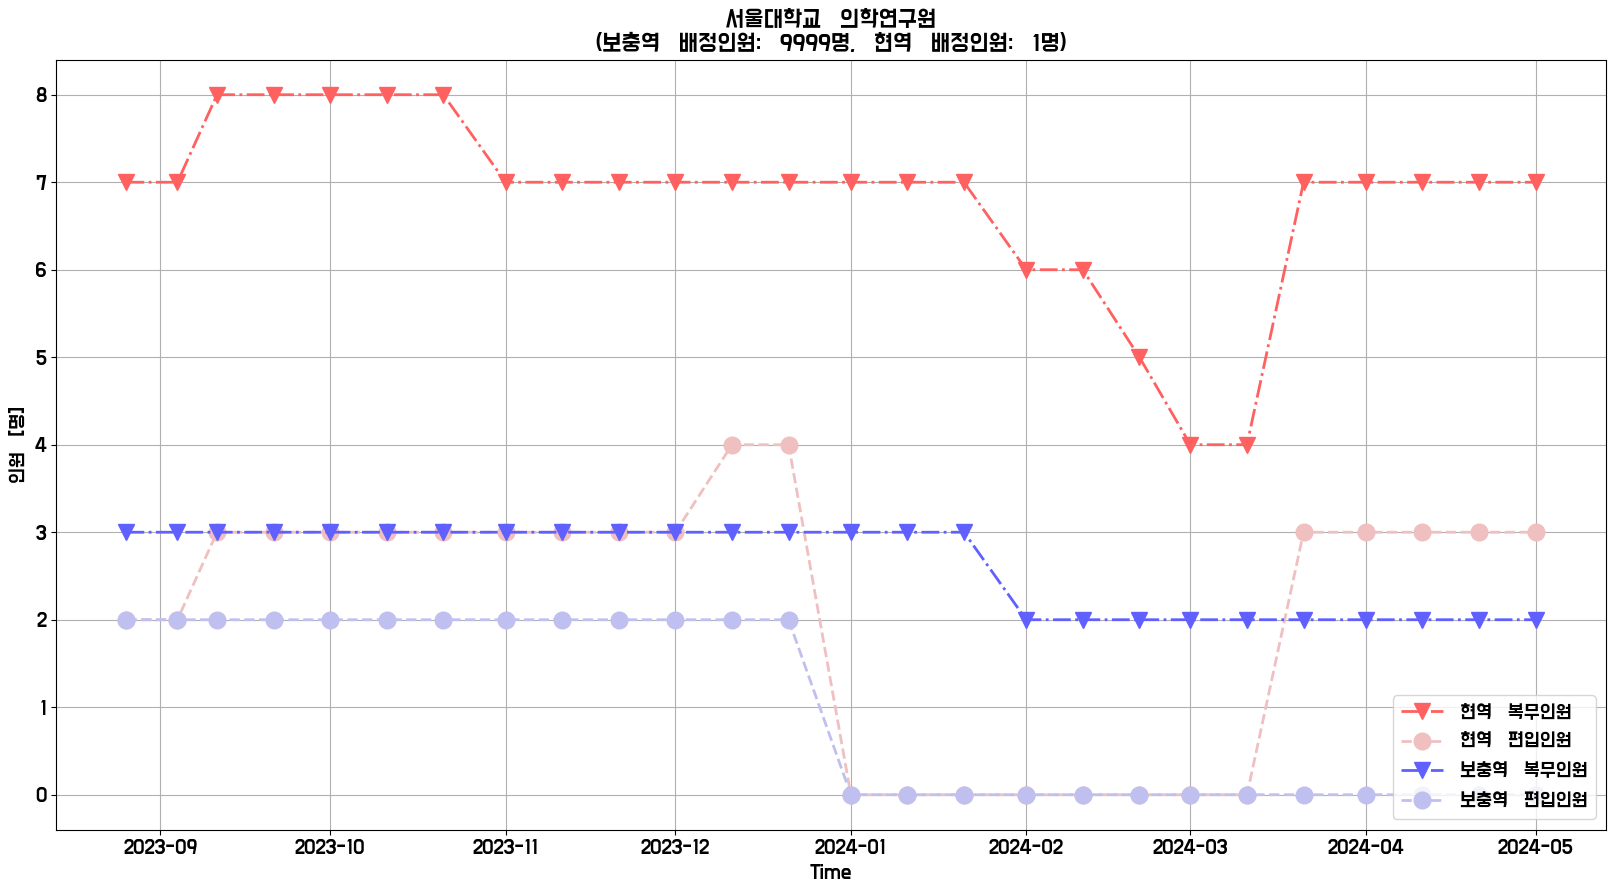 서울대학교 의학연구원
(보충역 배정인원: 9999명, 현역 배정인원: 1명)
인원 [명]
8
7
6
5
4
3
2
1
0
현역 복무인원
현역 편입인원
보충역 복무인원
보충역 편입인원
2023-09 2023-10 2023-11 2023-12 2024-01 2024-02 2024-03 2024-04 2024-05
Time